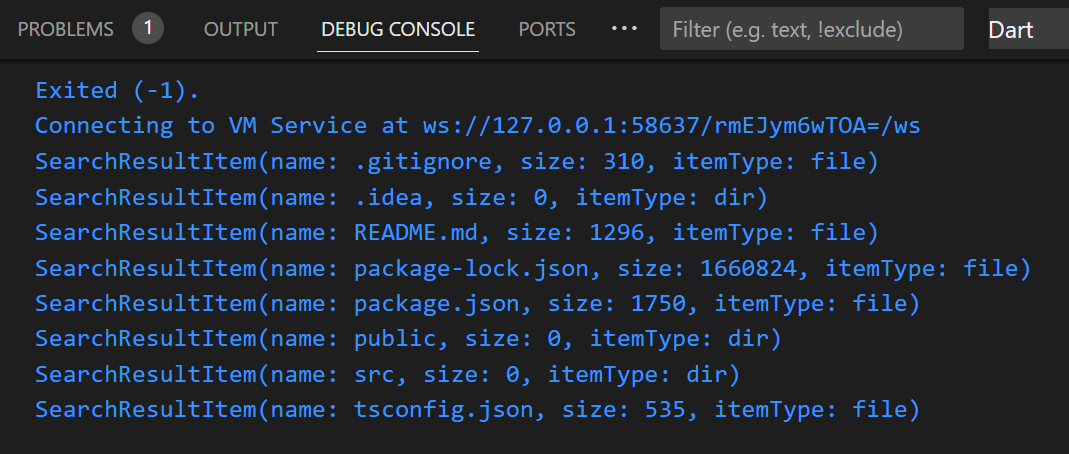 PROBLEMS 1 OUTPUT DEBUG CONSOLE PORTS ... Filter (e.g. text, !exclude) Dart
Exited (-1).
Connecting to VM Service at ws://127.0.0.1:58637/rmEJym6wTOA=/ws
SearchResultItem(name: .gitignore, size: 310, itemType: file)
SearchResultItem(name: .idea, size: 0, itemType: dir)
SearchResultItem(name: README.md, size: 1296, itemType: file)
SearchResultItem(name: package-lock.json, size: 1660824, itemType: file)
SearchResultItem(name: package.json, size: 1750, itemType: file)
SearchResultItem(name: public, size: 0, itemType: dir)
SearchResultItem(name: src, size: 0, itemType: dir)
SearchResultItem(name: tsconfig.json, size: 535, itemType: file)